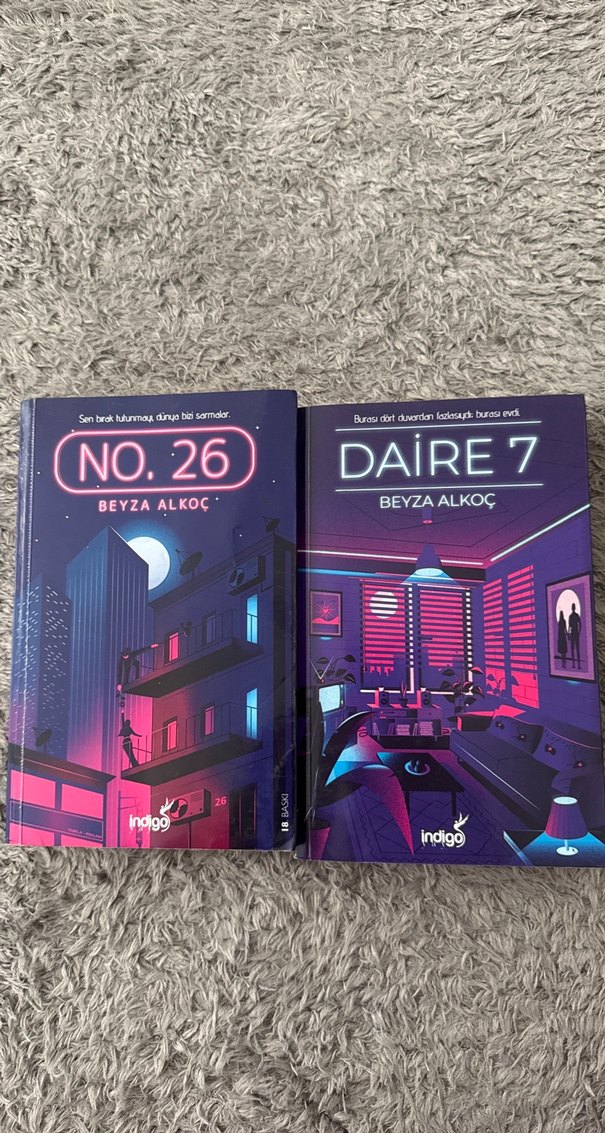 Sen bırak tutunmayı, dünya bizi sarmalar.
NO. 26
BEYZA ALKOÇ
26
indigo
18. BASKI
Burası dört duvardan fazlasıydı; burası evdi.
DAİRE 7
BEYZA ALKOÇ
indigo